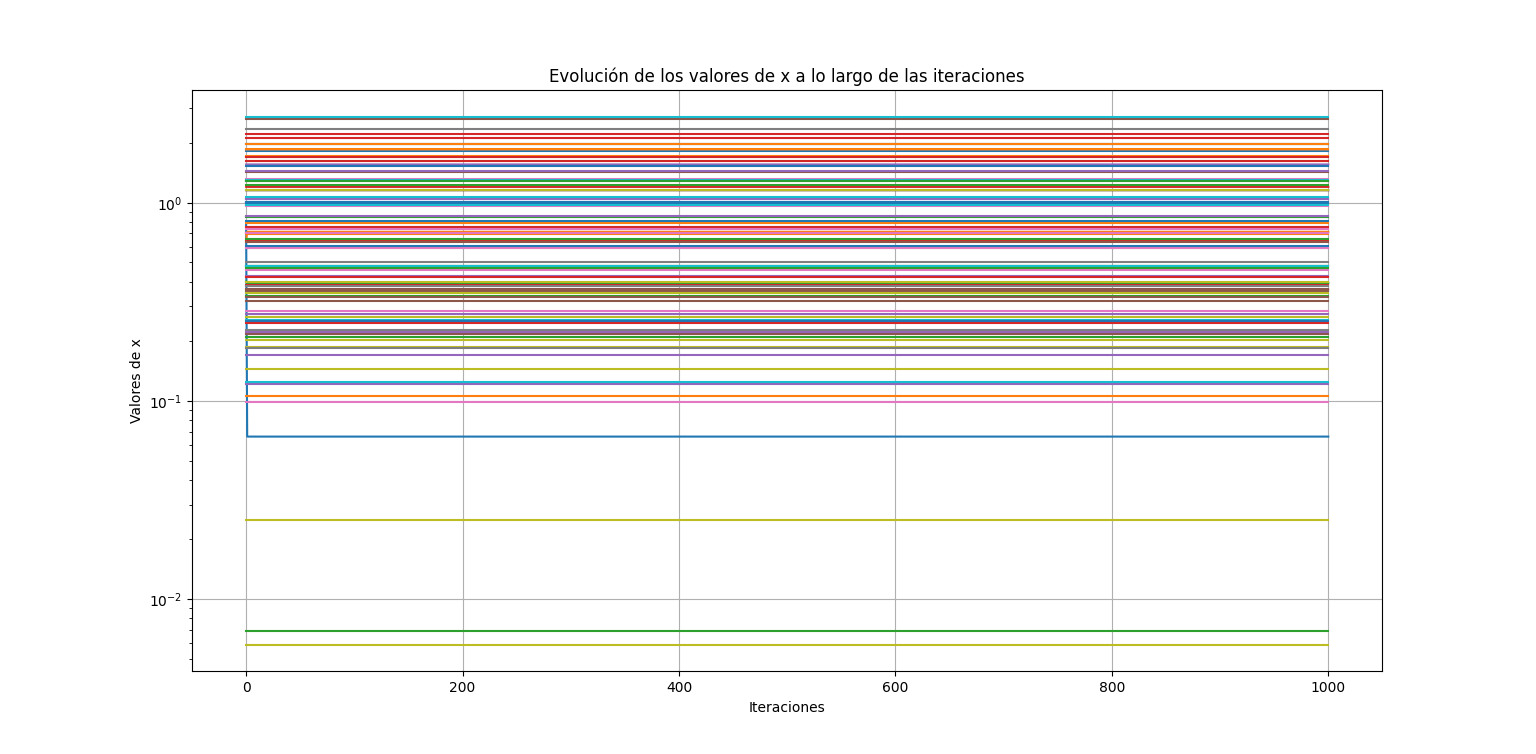 Evolución de los valores de x a lo largo de las iteraciones
Valores de x
10⁰
10⁻¹
10⁻²
0 200 400 600 800 1000
Iteraciones